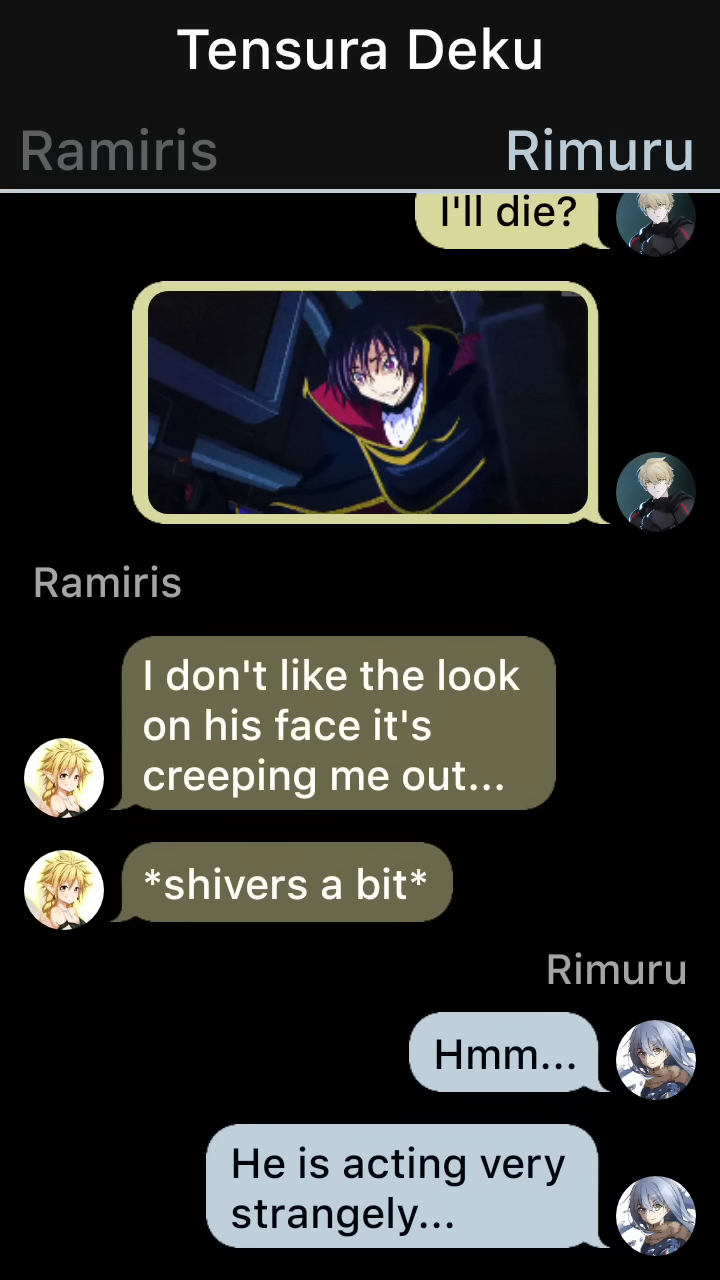 Tensura Deku
Ramiris
Rimuru
I'll die?
Ramiris
I don't like the look
on his face it's
creeping me out...
*shivers a bit*
Rimuru
Hmm...
He is acting very
strangely...